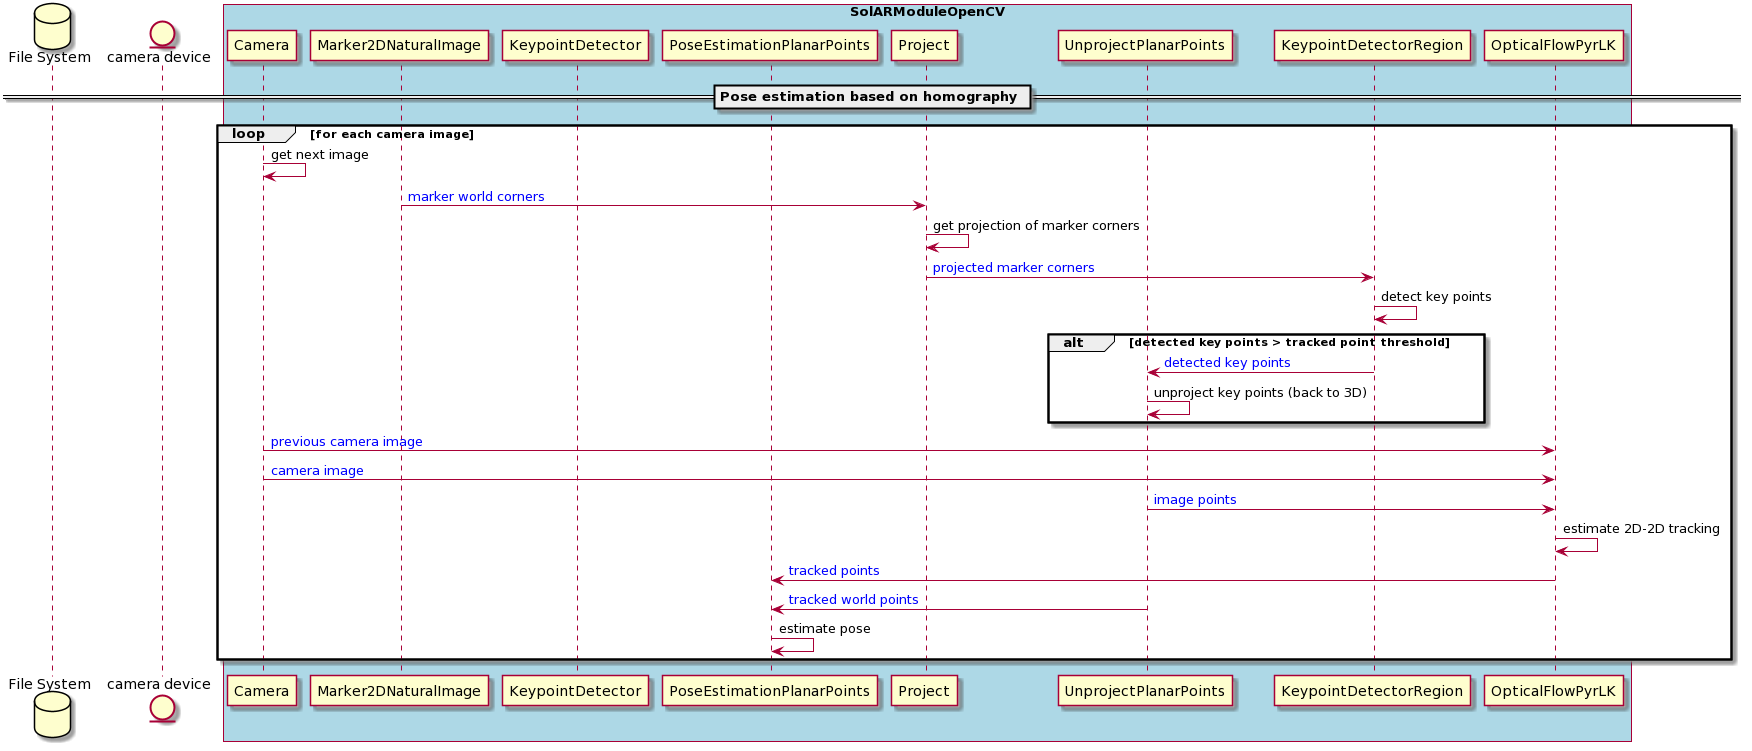 SolARModuleOpenCV
File System
camera device
Camera
Marker2DNaturalImage
KeypointDetector
PoseEstimationPlanarPoints
Project
UnprojectPlanarPoints
KeypointDetectorRegion
OpticalFlowPyrLK
Pose estimation based on homography
loop [for each camera image]
get next image
marker world corners
get projection of marker corners
projected marker corners
detect key points
alt [detected key points > tracked point threshold]
detected key points
unproject key points (back to 3D)
previous camera image
camera image
image points
estimate 2D-2D tracking
tracked points
tracked world points
estimate pose
File System
camera device
Camera
Marker2DNaturalImage
KeypointDetector
PoseEstimationPlanarPoints
Project
UnprojectPlanarPoints
KeypointDetectorRegion
OpticalFlowPyrLK